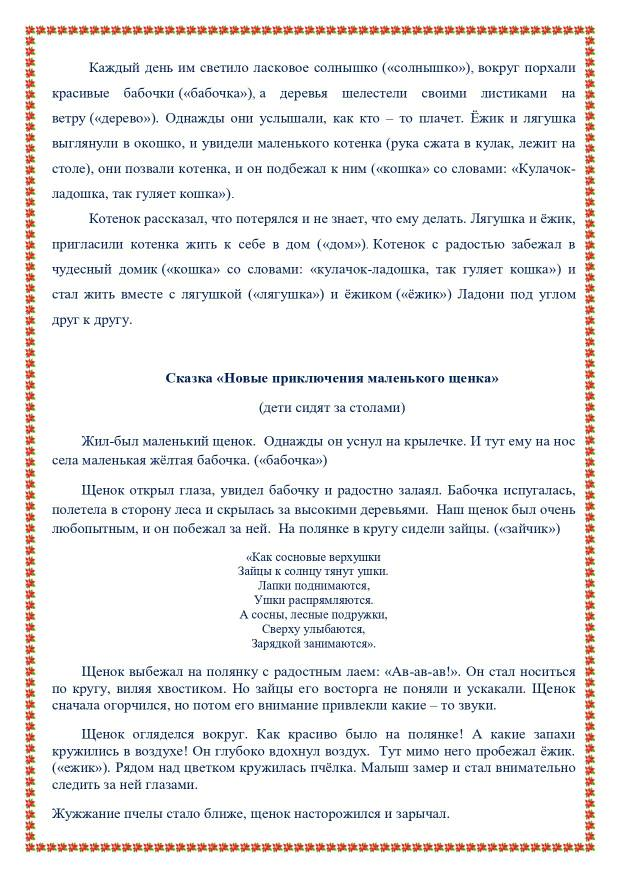 Каждый день им светило ласковое солнышко («солнышко»), вокруг порхали
красивые бабочки («бабочка»), а деревья шелестели своими листиками на
ветру («дерево»). Однажды они услышали, как кто – то плачет. Ёжик и лягушка
выглянули в окошко, и увидели маленького котенка (рука сжата в кулак, лежит на
столе), они позвали котенка, и он подбежал к ним («кошка» со словами: «Кулачок-
ладошка, так гуляет кошка»).
Котенок рассказал, что потерялся и не знает, что ему делать. Лягушка и ёжик,
пригласили котенка жить к себе в дом («дом»). Котенок с радостью забежал в
чудесный домик («кошка» со словами: «кулачок-ладошка, так гуляет кошка») и
стал жить вместе с лягушкой («лягушка») и ёжиком («ёжик») Ладони под углом
друг к другу.
Сказка «Новые приключения маленького щенка»
(дети сидят за столами)
Жил-был маленький щенок. Однажды он уснул на крылечке. И тут ему на нос
села маленькая жёлтая бабочка. («бабочка»)
Щенок открыл глаза, увидел бабочку и радостно залаял. Бабочка испугалась,
полетела в сторону леса и скрылась за высокими деревьями. Наш щенок был очень
любопытным, и он побежал за ней. На полянке в кругу сидели зайцы. («зайчик»)
«Как сосновые верхушки
Зайцы к солнцу тянут ушки.
Лапки поднимаются,
Ушки распрямляются.
А сосны, лесные подружки,
Сверху улыбаются,
Зарядкой занимаются».
Щенок выбежал на полянку с радостным лаем: «Ав-ав-ав!». Он стал носиться
по кругу, виляя хвостиком. Но зайцы его восторга не поняли и ускакали. Щенок
сначала огорчился, но потом его внимание привлекли какие – то звуки.
Щенок огляделся вокруг. Как красиво было на полянке! А какие запахи
кружились в воздухе! Он глубоко вдохнул воздух. Тут мимо него пробежал ёжик.
(«ежик»). Рядом над цветком кружилась пчёлка. Малыш замер и стал внимательно
следить за ней глазами.
Жужжание пчелы стало ближе, щенок насторожился и зарычал.